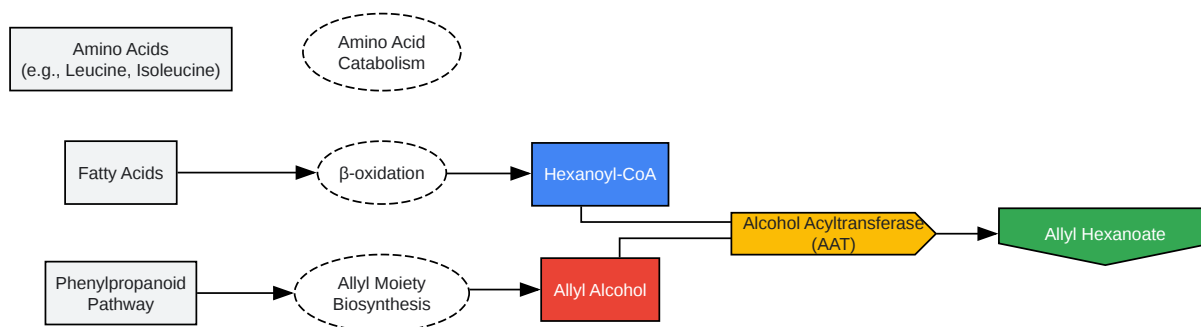 Amino Acids
(e.g., Leucine, Isoleucine)
Amino Acid
Catabolism
Fatty Acids
β-oxidation
Hexanoyl-CoA
Alcohol Acyltransferase
(AAT)
Allyl Hexanoate
Phenylpropanoid
Pathway
Allyl Moiety
Biosynthesis
Allyl Alcohol